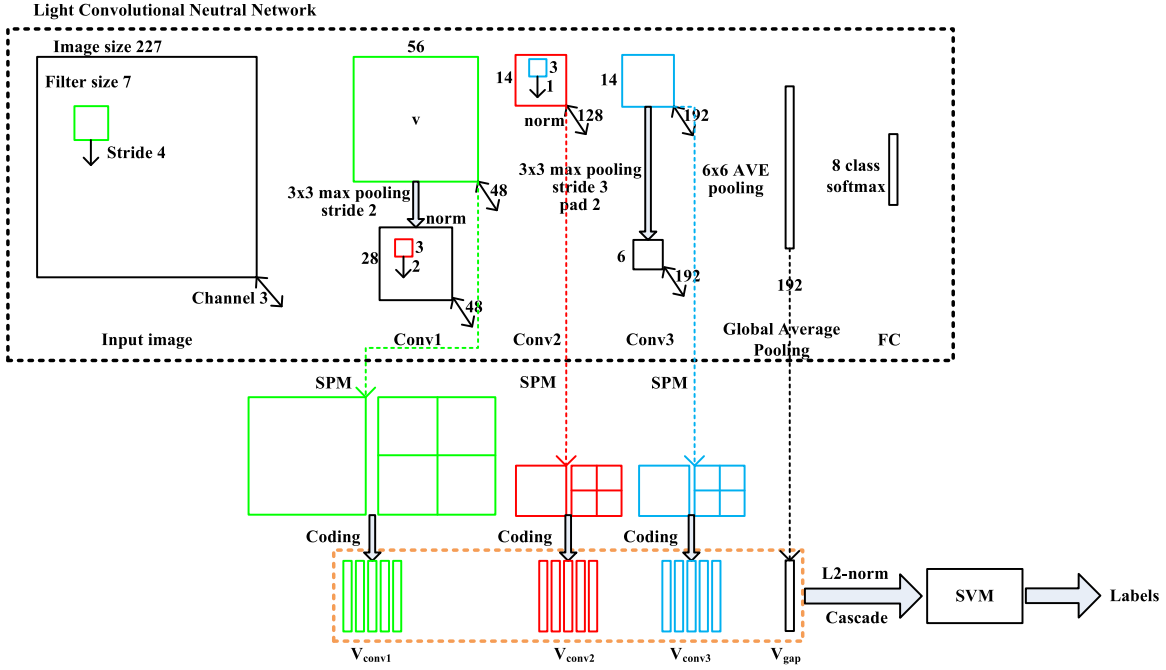 Light Convolutional Neutral Network
Image size 227
Filter size 7
Stride 4
Channel 3
Input image
56
v
48
3x3 max pooling
stride 2
norm
28
3
2
48
Conv1
14
3
1
norm
128
Conv2
14
192
3x3 max pooling
stride 3
pad 2
6
192
Conv3
6x6 AVE
pooling
192
Global Average
Pooling
8 class
softmax
FC
SPM
SPM
SPM
Coding
Coding
Coding
Vconv1
Vconv2
Vconv3
Vgap
L2-norm
Cascade
SVM
Labels